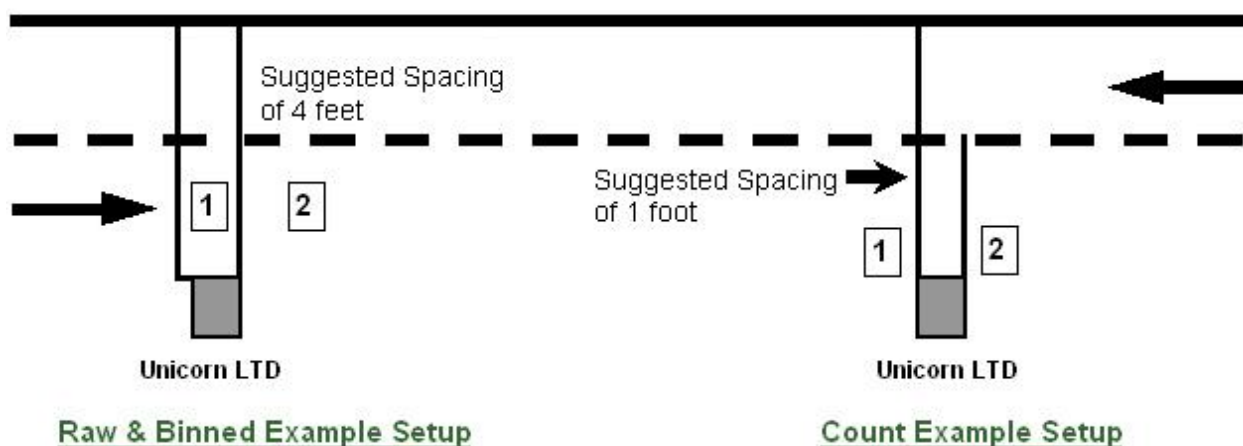 Suggested Spacing
of 4 feet
1
2
Unicorn LTD
Raw & Binned Example Setup
Suggested Spacing
of 1 foot
1
2
Unicorn LTD
Count Example Setup